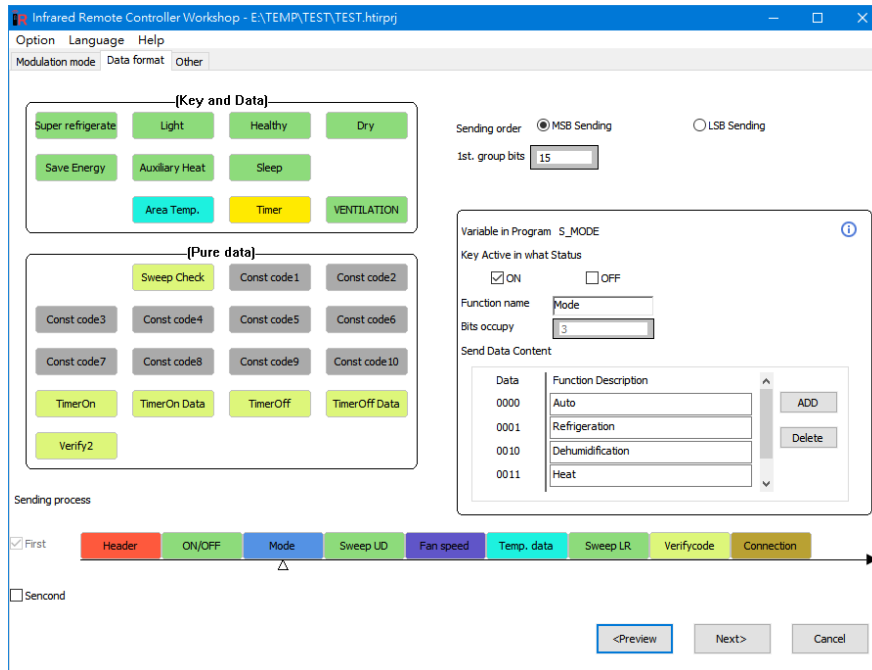 Infrared Remote Controller Workshop - E:\TEMP\TEST\TEST.htirprj
Option Language Help
Modulation mode Data format Other
(Key and Data)
Super refrigerate Light Healthy Dry
Save Energy Auxiliary Heat Sleep
Area Temp. Timer VENTILATION
(Pure data)
Sweep Check Const code1 Const code2
Const code3 Const code4 Const code5 Const code6
Const code7 Const code8 Const code9 Const code10
TimerOn TimerOn Data TimerOff TimerOff Data
Verify2
Sending order MSB Sending LSB Sending
1st. group bits 15
Variable in Program S_MODE
Key Active in what Status
ON OFF
Function name Mode
Bits occupy 3
Send Data Content
Data Function Description
0000 Auto ADD
0001 Refrigeration
Delete
0010 Dehumidification
0011 Heat
Sending process
First Header ON/OFF Mode Sweep UD Fan speed Temp. data Sweep LR Verifycode Connection
Sencond
<Preview Next> Cancel